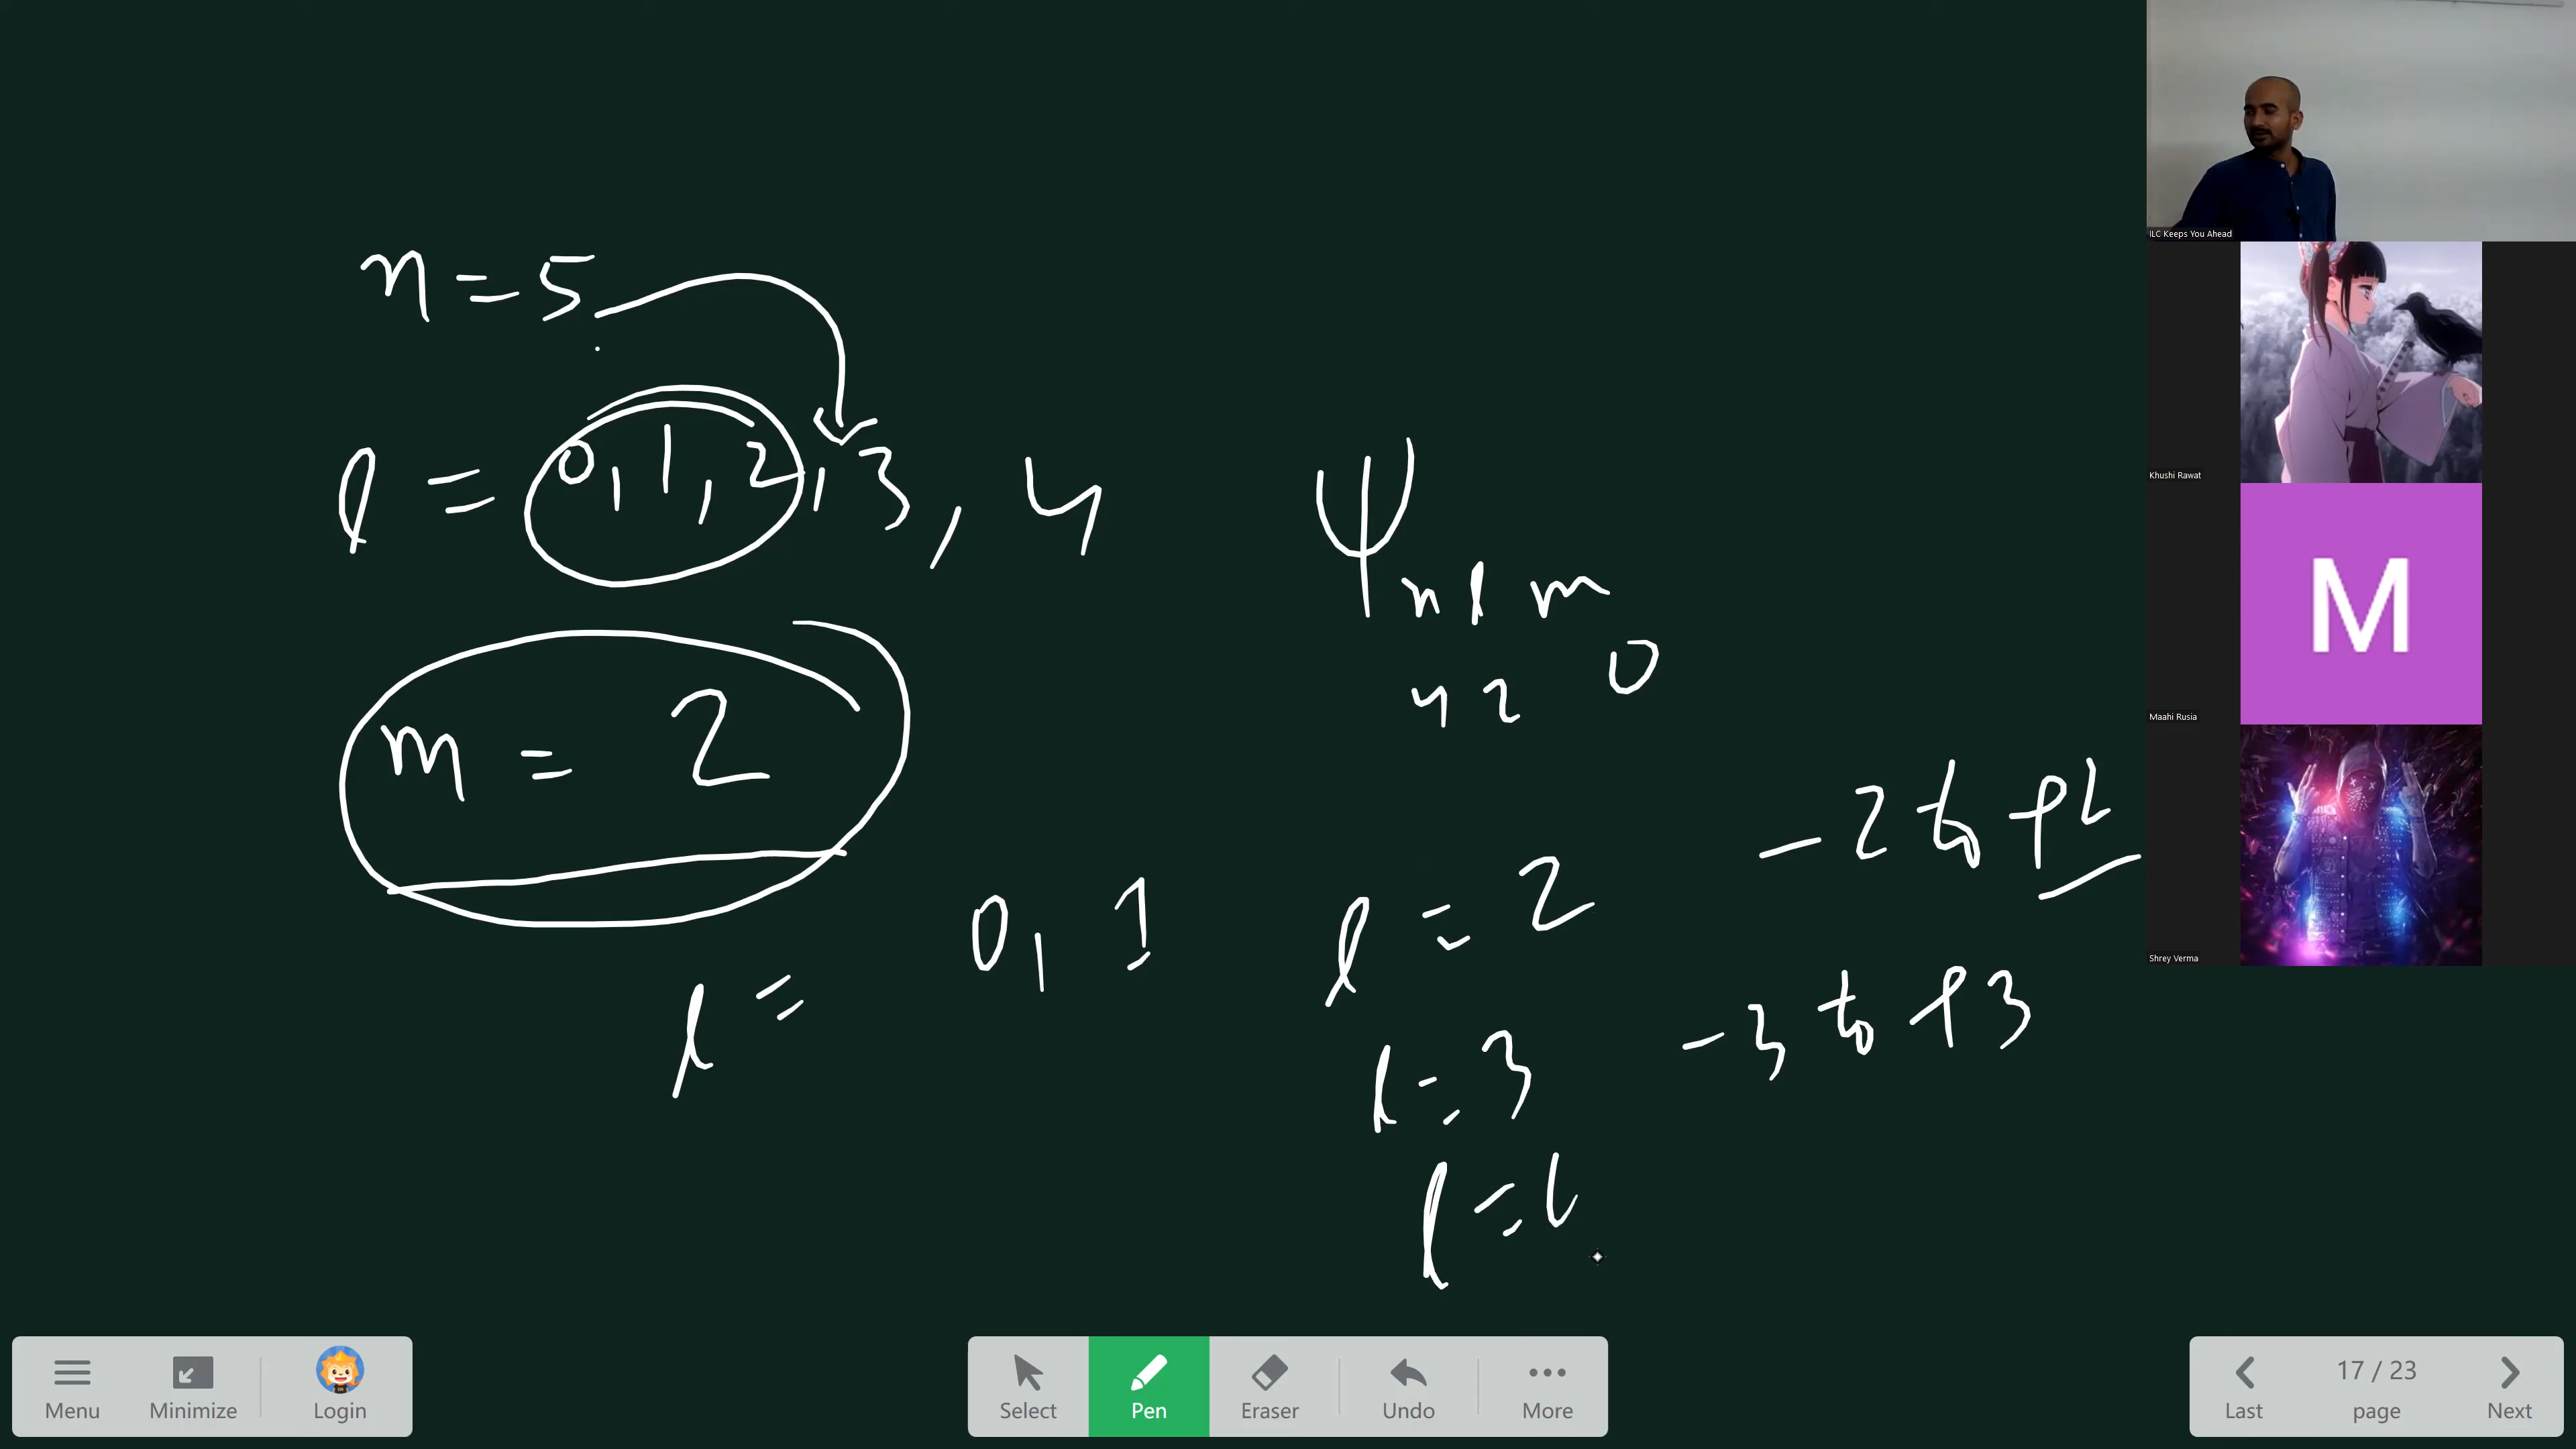 n = 5
l = 0, 1, 2, 3, 4
ψ n l m
4 2 0
m = 2
l = 0, 1
l = 2 -2 to +2
l = 3 -3 to +3
l =
ILC Keeps You Ahead
Khushi Rawat
M
Maahi Rusia
Shrey Verma
Menu Minimize Login Select Pen Eraser Undo More Last 17 / 23 page Next